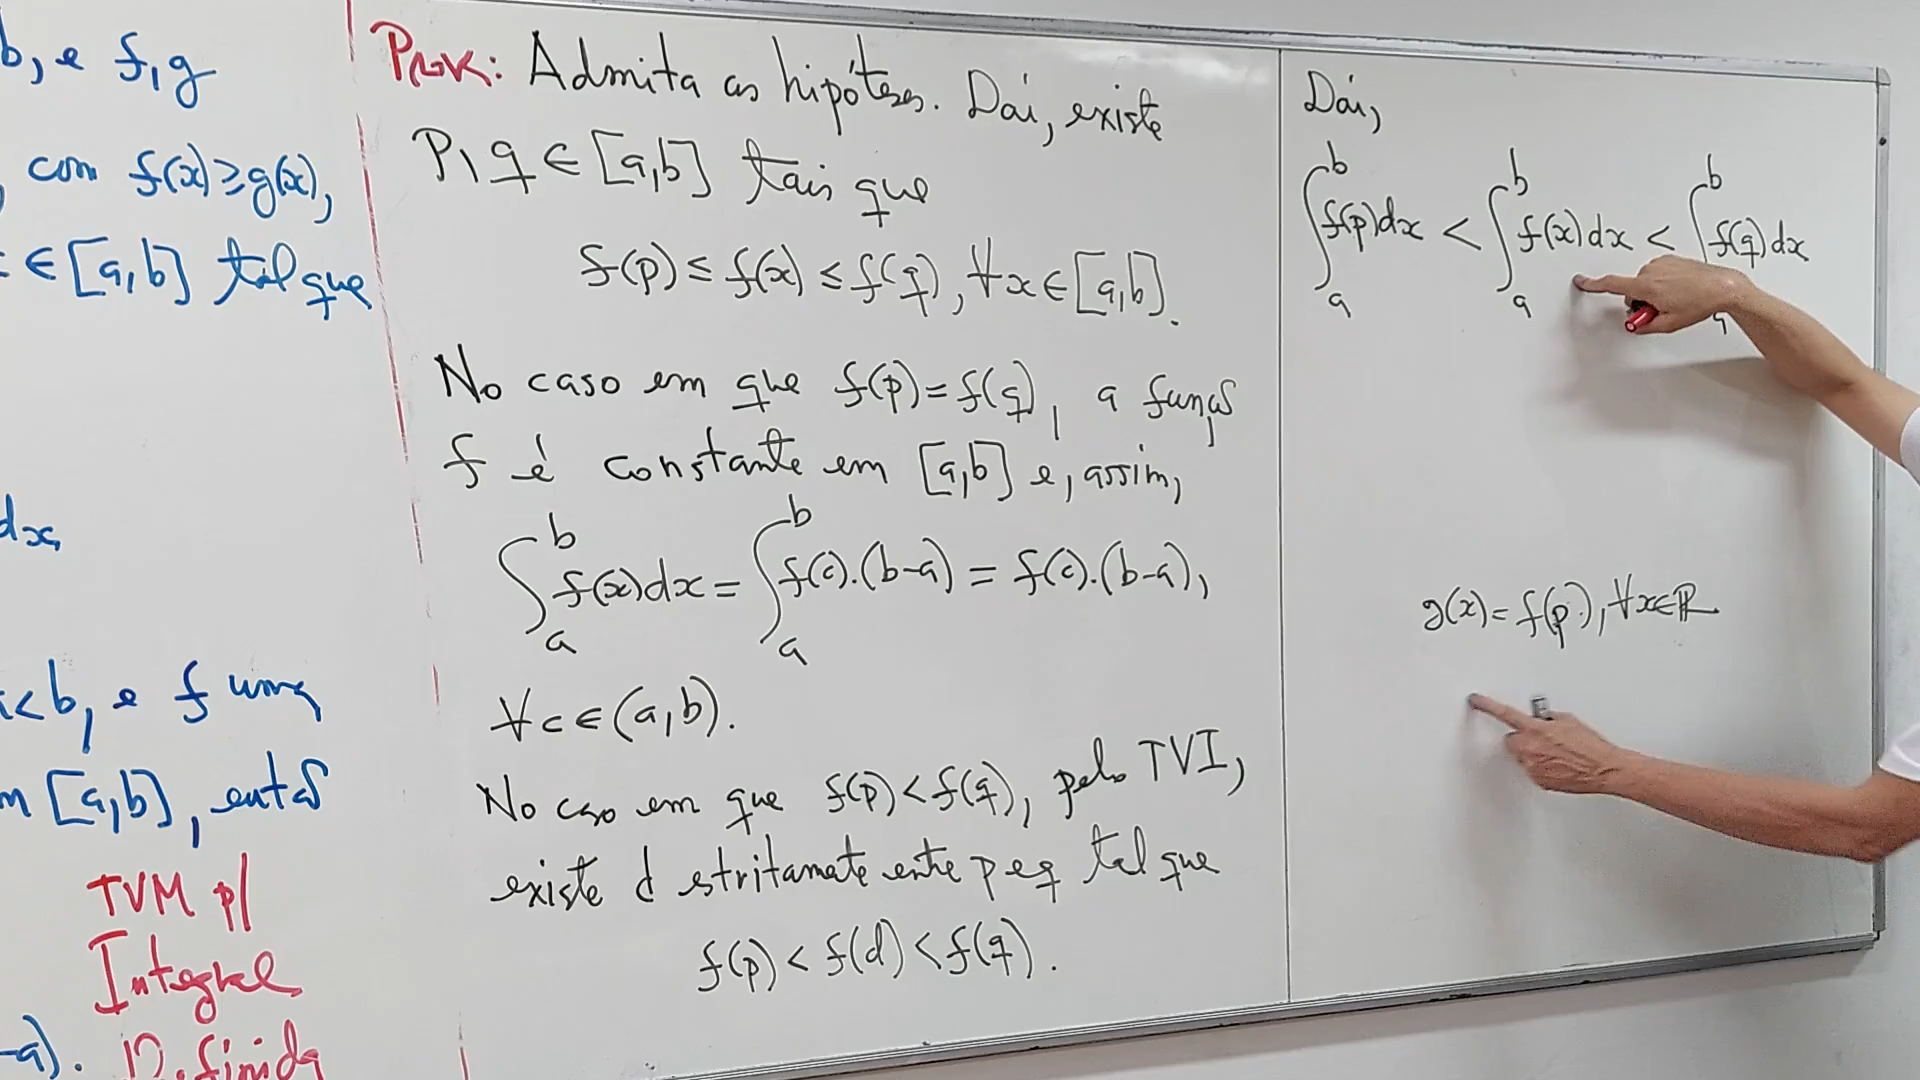 b, e f, g
com f(x)≥g(x),
∈ [a,b] tal que
dx
<b, e f uma
m [a,b], então
TVM p/
Integral
-a). Definida
Prova: Admita as hipóteses. Daí, existe
p, q ∈ [a,b] tais que
f(p) ≤ f(x) ≤ f(q), ∀x∈[a,b].
No caso em que f(p)=f(q), a função
f é constante em [a,b] e, assim,
∫_a^b f(x)dx = ∫_a^b f(c).(b-a) = f(c).(b-a),
∀c∈(a,b).
No caso em que f(p)<f(q), pelo TVI,
existe d estritamente entre p e q tal que
f(p) < f(d) < f(q).
Daí,
∫_a^b f(p)dx < ∫_a^b f(x)dx < ∫_a^b f(q)dx
g(x) = f(p), ∀x∈ℝ